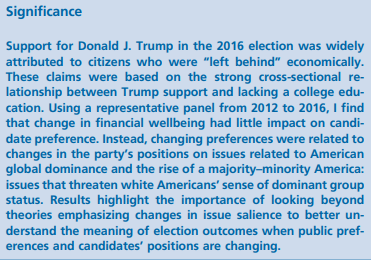 Significance
Support for Donald J. Trump in the 2016 election was widely
attributed to citizens who were “left behind” economically.
These claims were based on the strong cross-sectional re-
lationship between Trump support and lacking a college edu-
cation. Using a representative panel from 2012 to 2016, I find
that change in financial wellbeing had little impact on candi-
date preference. Instead, changing preferences were related to
changes in the party’s positions on issues related to American
global dominance and the rise of a majority–minority America:
issues that threaten white Americans’ sense of dominant group
status. Results highlight the importance of looking beyond
theories emphasizing changes in issue salience to better un-
derstand the meaning of election outcomes when public pref-
erences and candidates’ positions are changing.